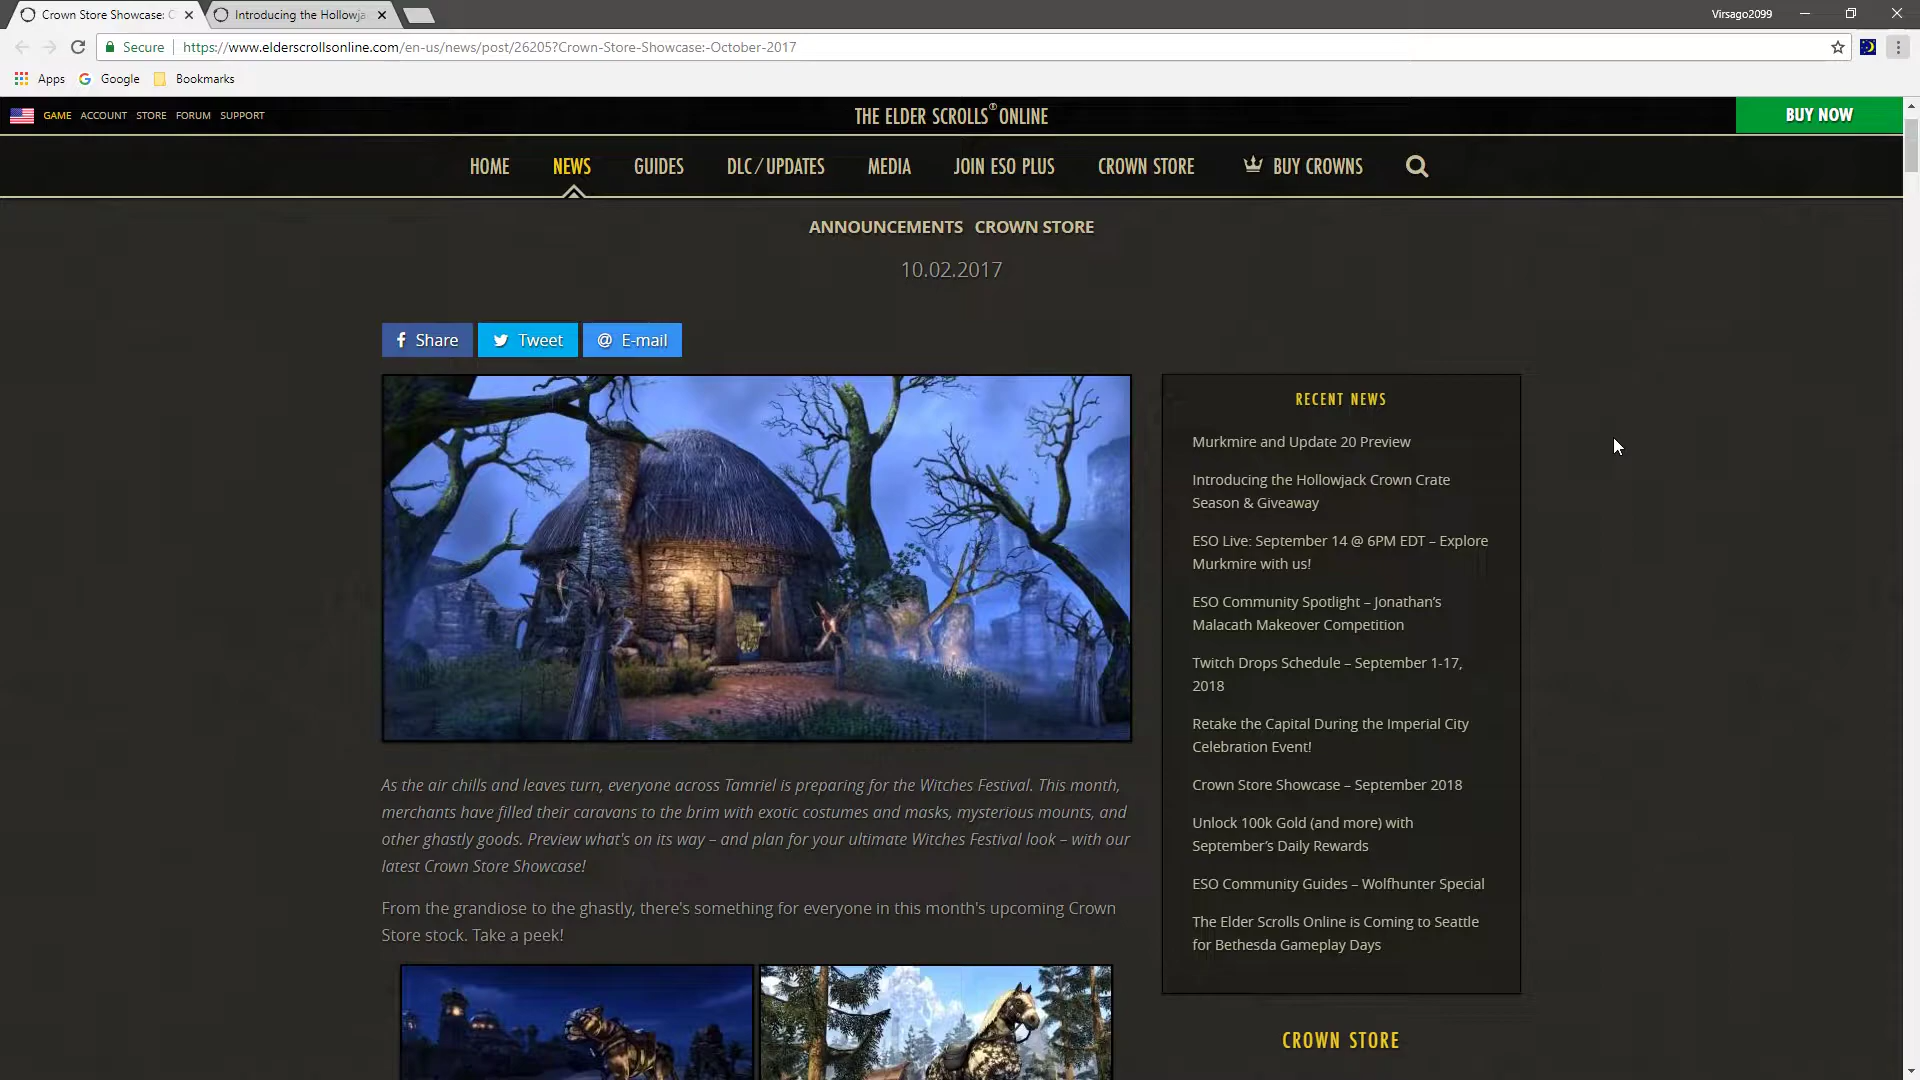 Crown Store Showcase: O
Introducing the Hollowja
Virsago2099
Secure
https://www.elderscrollsonline.com/en-us/news/post/26205?Crown-Store-Showcase:-October-2017
Apps
Google
Bookmarks
GAME ACCOUNT STORE FORUM SUPPORT
THE ELDER SCROLLS® ONLINE
BUY NOW
HOME NEWS GUIDES DLC / UPDATES MEDIA JOIN ESO PLUS CROWN STORE BUY CROWNS
ANNOUNCEMENTS CROWN STORE
10.02.2017
Share
Tweet
@ E-mail
As the air chills and leaves turn, everyone across Tamriel is preparing for the Witches Festival. This month,
merchants have filled their caravans to the brim with exotic costumes and masks, mysterious mounts, and
other ghastly goods. Preview what's on its way – and plan for your ultimate Witches Festival look – with our
latest Crown Store Showcase!
From the grandiose to the ghastly, there's something for everyone in this month's upcoming Crown
Store stock. Take a peek!
RECENT NEWS
Murkmire and Update 20 Preview
Introducing the Hollowjack Crown Crate
Season & Giveaway
ESO Live: September 14 @ 6PM EDT – Explore
Murkmire with us!
ESO Community Spotlight – Jonathan's
Malacath Makeover Competition
Twitch Drops Schedule – September 1-17,
2018
Retake the Capital During the Imperial City
Celebration Event!
Crown Store Showcase – September 2018
Unlock 100k Gold (and more) with
September's Daily Rewards
ESO Community Guides – Wolfhunter Special
The Elder Scrolls Online is Coming to Seattle
for Bethesda Gameplay Days
CROWN STORE